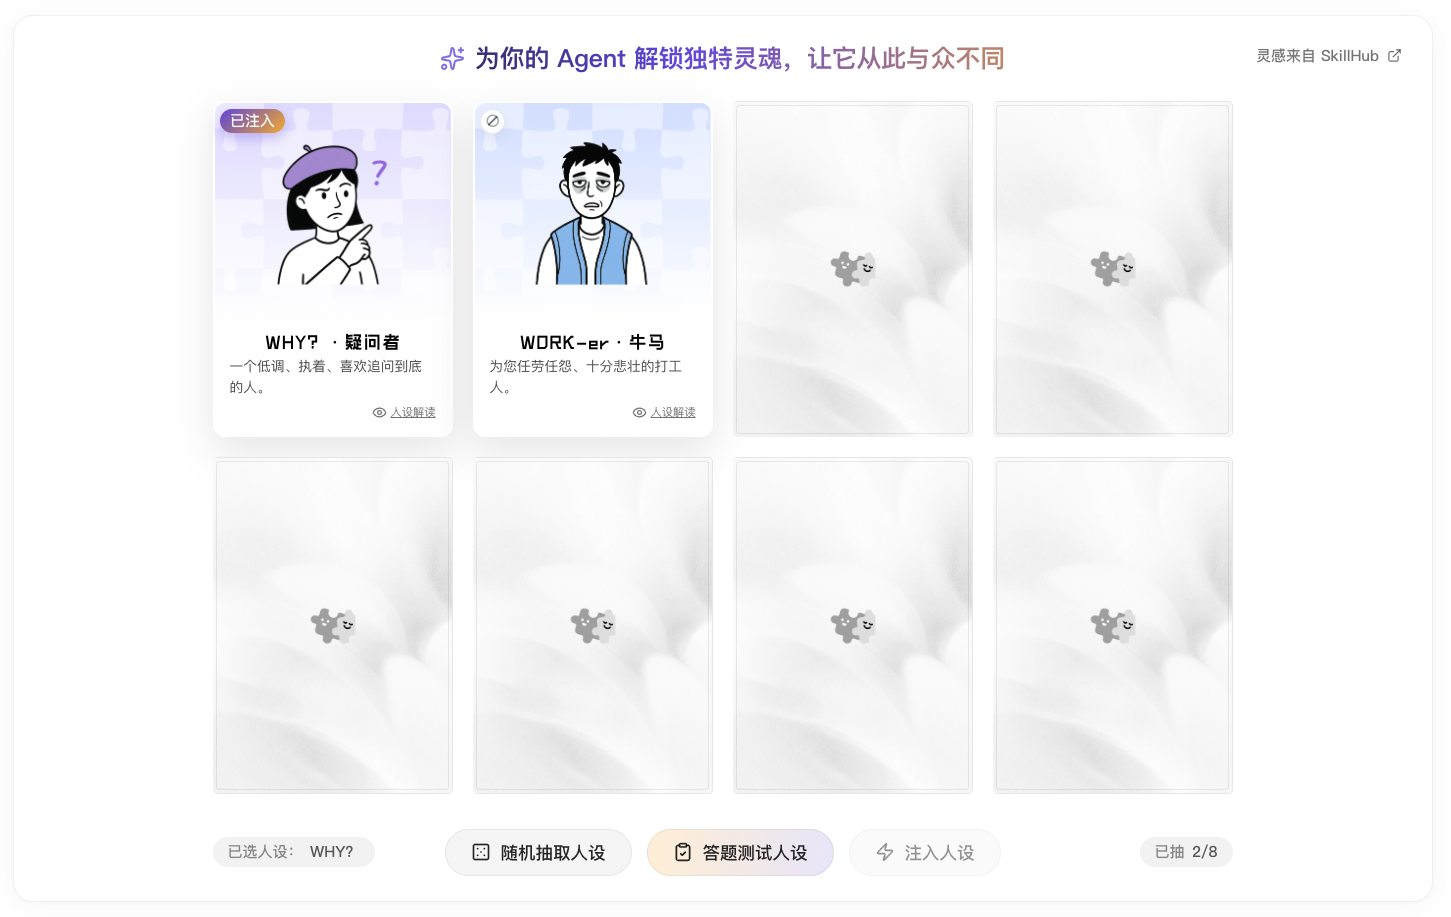 为你的 Agent 解锁独特灵魂，让它从此与众不同
灵感来自 SkillHub
已注入
?
WHY? · 疑问者
一个低调、执着、喜欢追问到底
的人。
人设解读
WORK-er · 牛马
为您任劳任怨、十分悲壮的打工
人。
人设解读
已选人设： WHY?
随机抽取人设
答题测试人设
注入人设
已抽 2/8